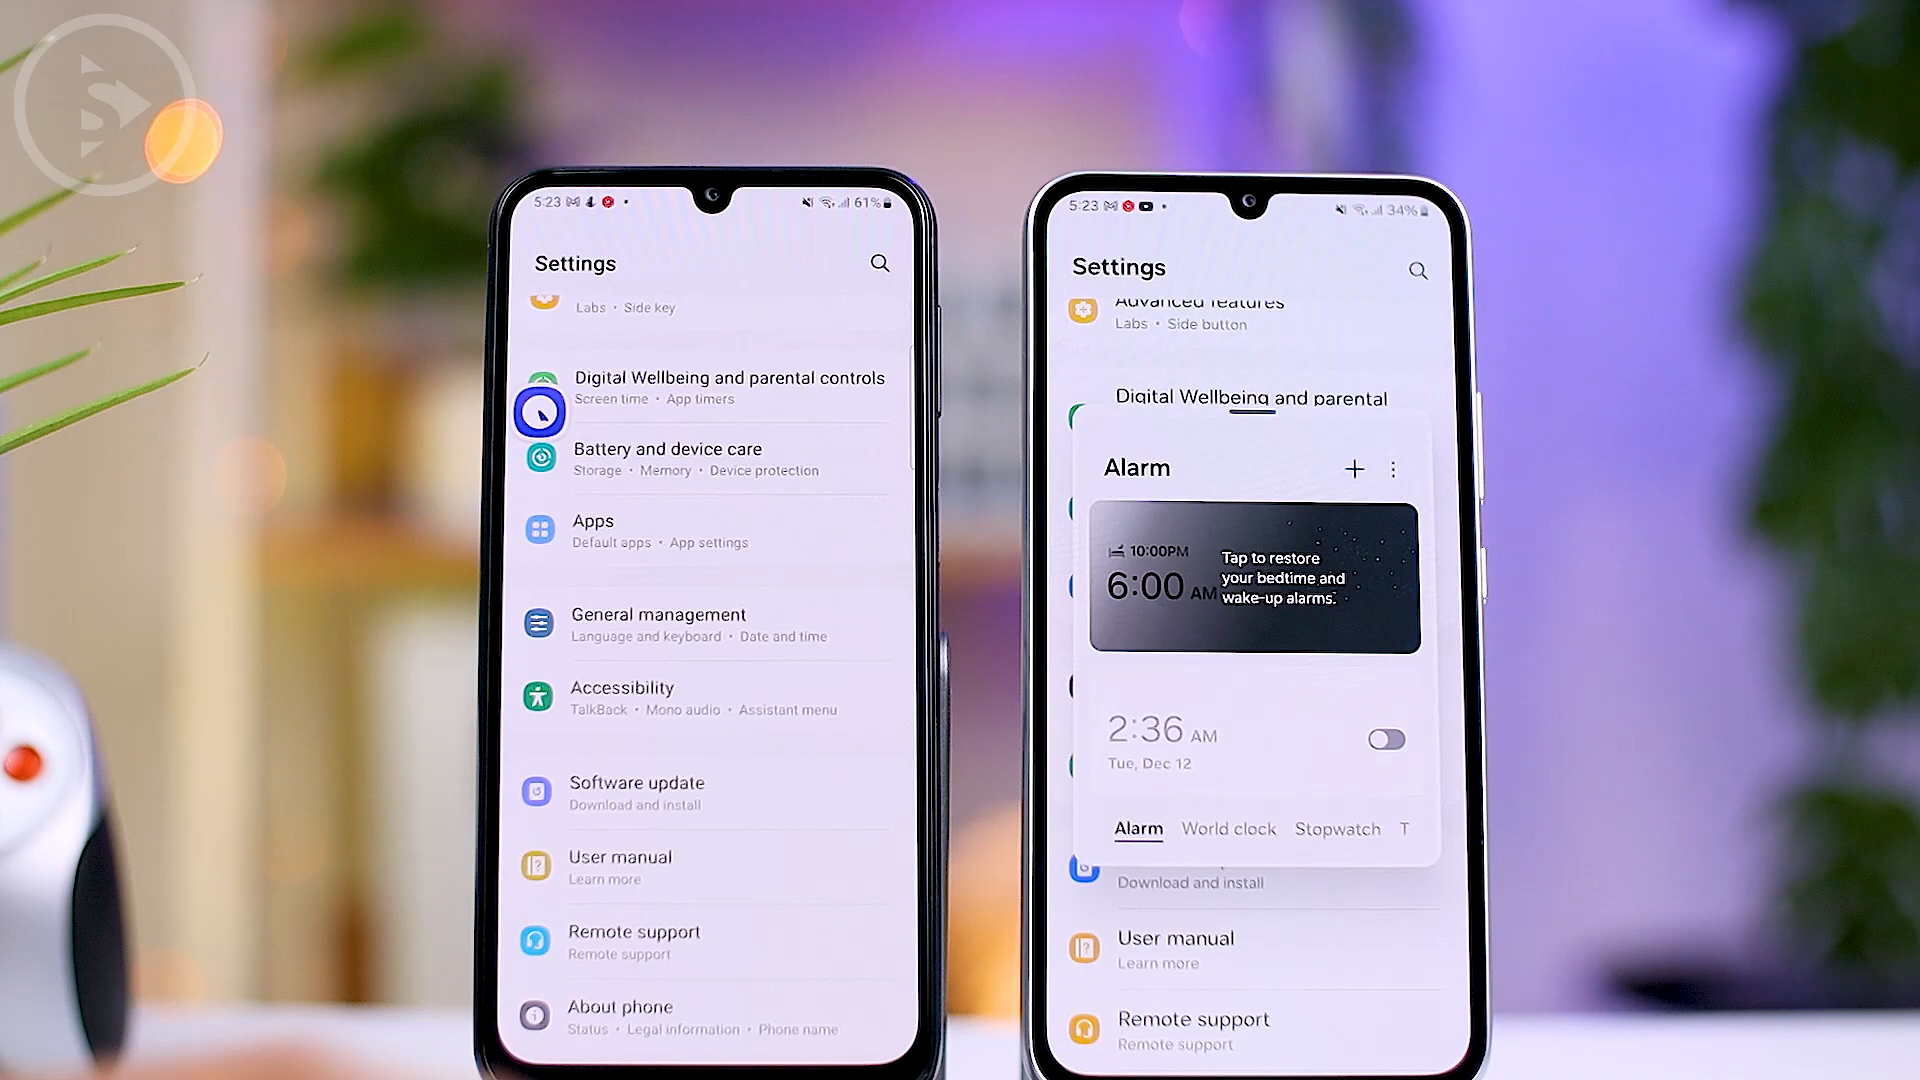 S
5:23
61%
Settings
Labs • Side key
Digital Wellbeing and parental controls
Screen time • App timers
Battery and device care
Storage • Memory • Device protection
Apps
Default apps • App settings
General management
Language and keyboard • Date and time
Accessibility
TalkBack • Mono audio • Assistant menu
Software update
Download and install
User manual
Learn more
Remote support
Remote support
About phone
Status • Legal information • Phone name
5:23
34%
Settings
Advanced features
Labs • Side button
Digital Wellbeing and parental
Alarm
10:00PM
6:00 AM
Tap to restore
your bedtime and
wake-up alarms.
2:36 AM
Tue, Dec 12
Alarm World clock Stopwatch T
Download and install
User manual
Learn more
Remote support
Remote support